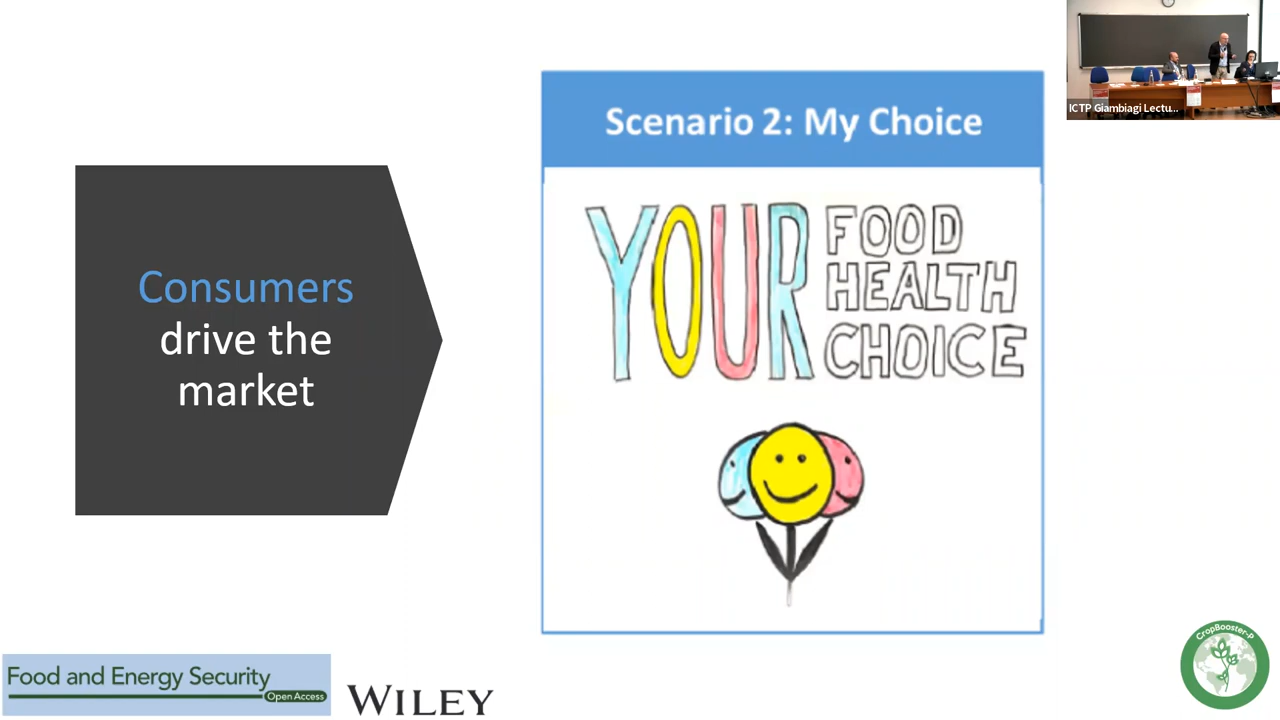 Scenario 2: My Choice
ICTP Giambiagi Lectu...
YOUR
FOOD
HEALTH
CHOICE
Consumers
drive the
market
Food and Energy Security
Open Access
WILEY
CropBooster-P